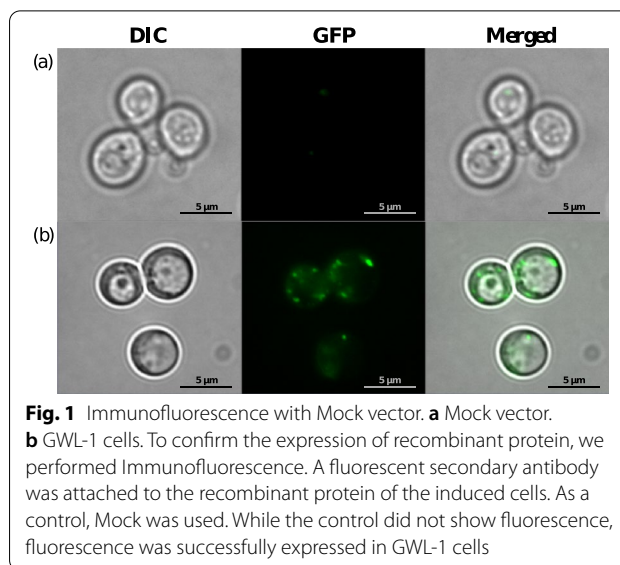 DIC GFP Merged
(a)
5 µm 5 µm 5 µm
(b)
5 µm 5 µm 5 µm
Fig. 1 Immunofluorescence with Mock vector. a Mock vector.
b GWL-1 cells. To confirm the expression of recombinant protein, we
performed Immunofluorescence. A fluorescent secondary antibody
was attached to the recombinant protein of the induced cells. As a
control, Mock was used. While the control did not show fluorescence,
fluorescence was successfully expressed in GWL-1 cells